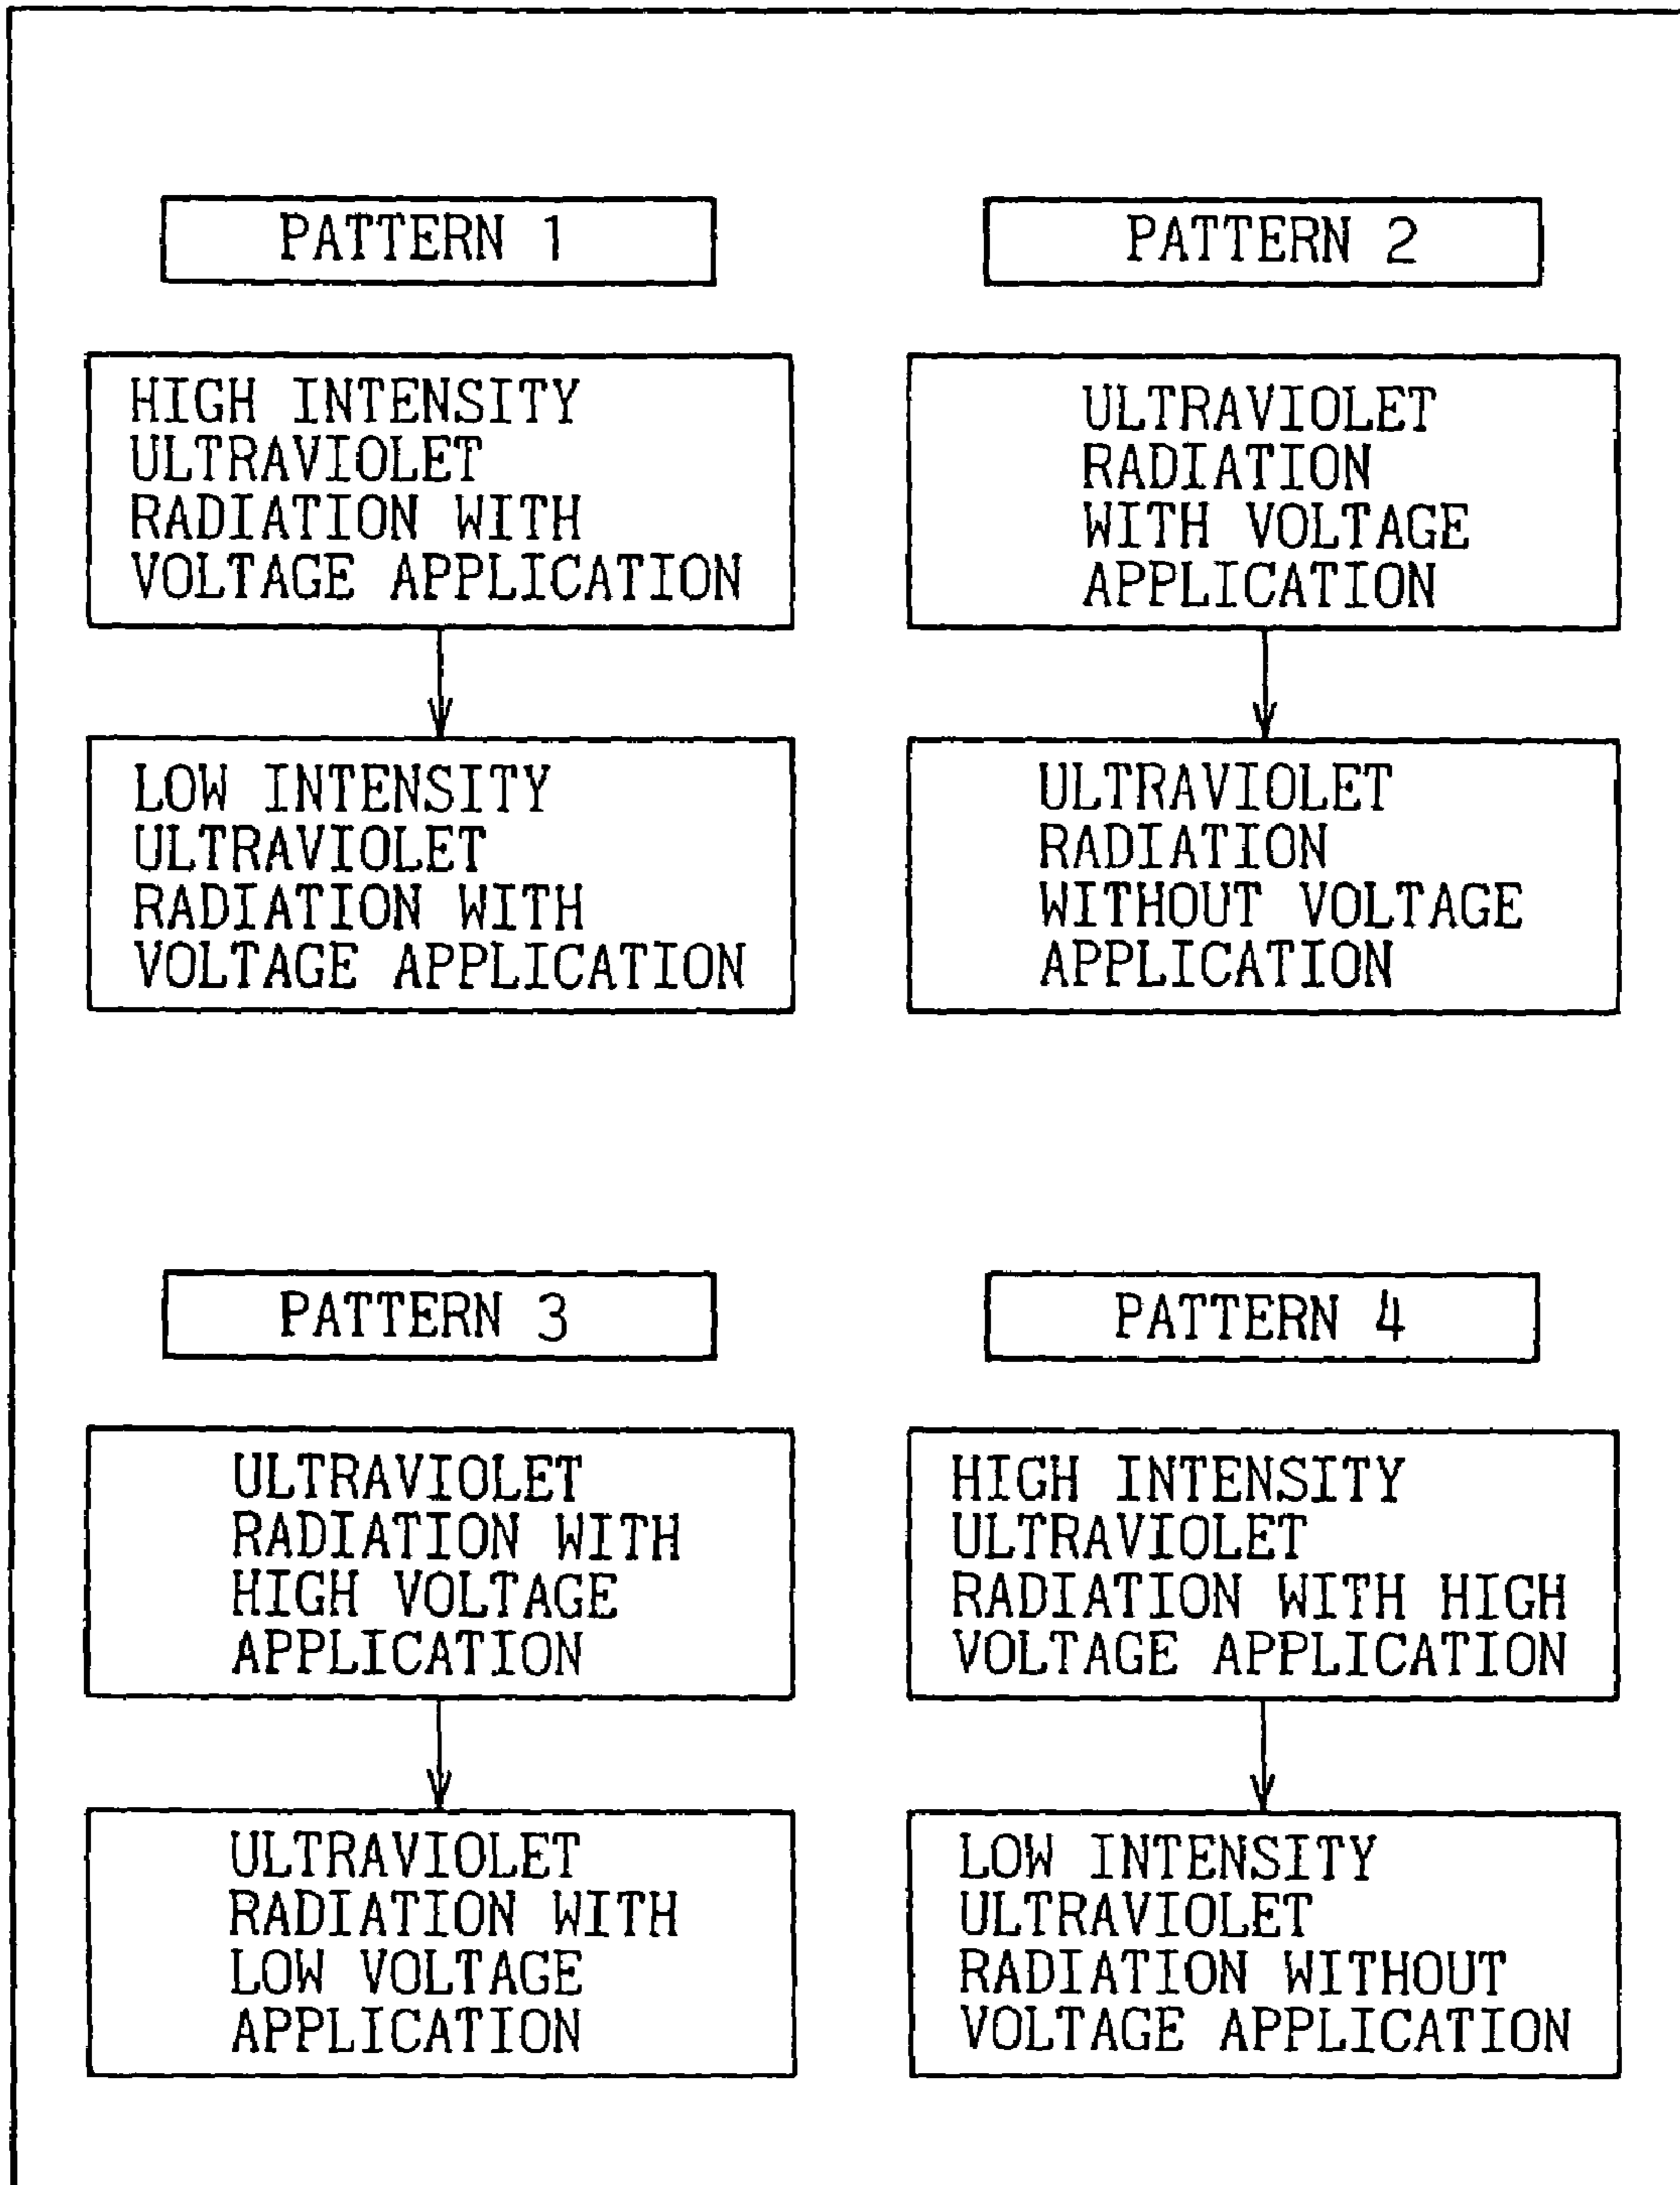 PATTERN 1
HIGH INTENSITY
ULTRAVIOLET
RADIATION WITH
VOLTAGE APPLICATION
LOW INTENSITY
ULTRAVIOLET
RADIATION WITH
VOLTAGE APPLICATION
PATTERN 2
ULTRAVIOLET
RADIATION
WITH VOLTAGE
APPLICATION
ULTRAVIOLET
RADIATION
WITHOUT VOLTAGE
APPLICATION
PATTERN 3
ULTRAVIOLET
RADIATION WITH
HIGH VOLTAGE
APPLICATION
ULTRAVIOLET
RADIATION WITH
LOW VOLTAGE
APPLICATION
PATTERN 4
HIGH INTENSITY
ULTRAVIOLET
RADIATION WITH HIGH
VOLTAGE APPLICATION
LOW INTENSITY
ULTRAVIOLET
RADIATION WITHOUT
VOLTAGE APPLICATION